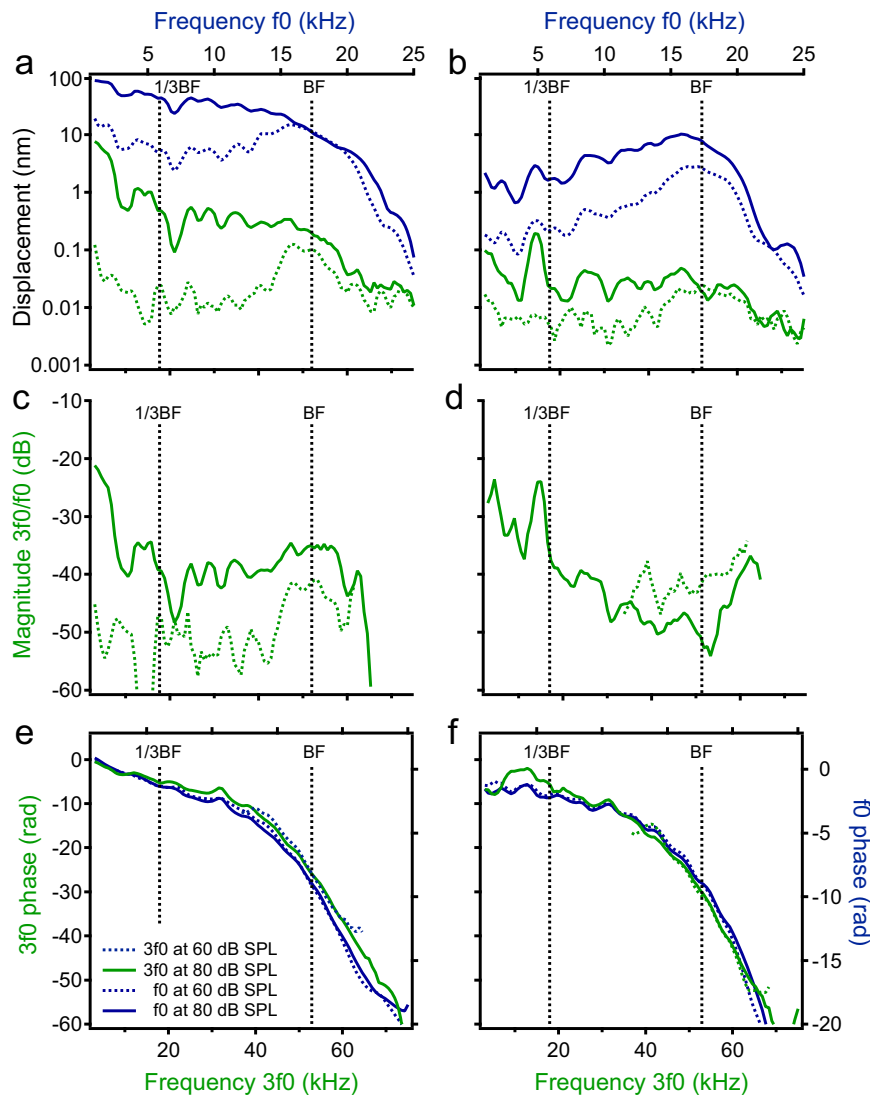 Frequency f0 (kHz)
Frequency f0 (kHz)
5 10 15 20 25
5 10 15 20 25
a
b
1/3BF
BF
1/3BF
BF
Displacement (nm)
100
10
1
0.1
0.01
0.001
c
d
1/3BF
BF
1/3BF
BF
Magnitude 3f0/f0 (dB)
-10
-20
-30
-40
-50
-60
e
f
1/3BF
BF
1/3BF
BF
3f0 phase (rad)
0
-10
-20
-30
-40
-50
-60
3f0 at 60 dB SPL
3f0 at 80 dB SPL
f0 at 60 dB SPL
f0 at 80 dB SPL
0
-5
-10
-15
-20
f0 phase (rad)
20 40 60
20 40 60
Frequency 3f0 (kHz)
Frequency 3f0 (kHz)